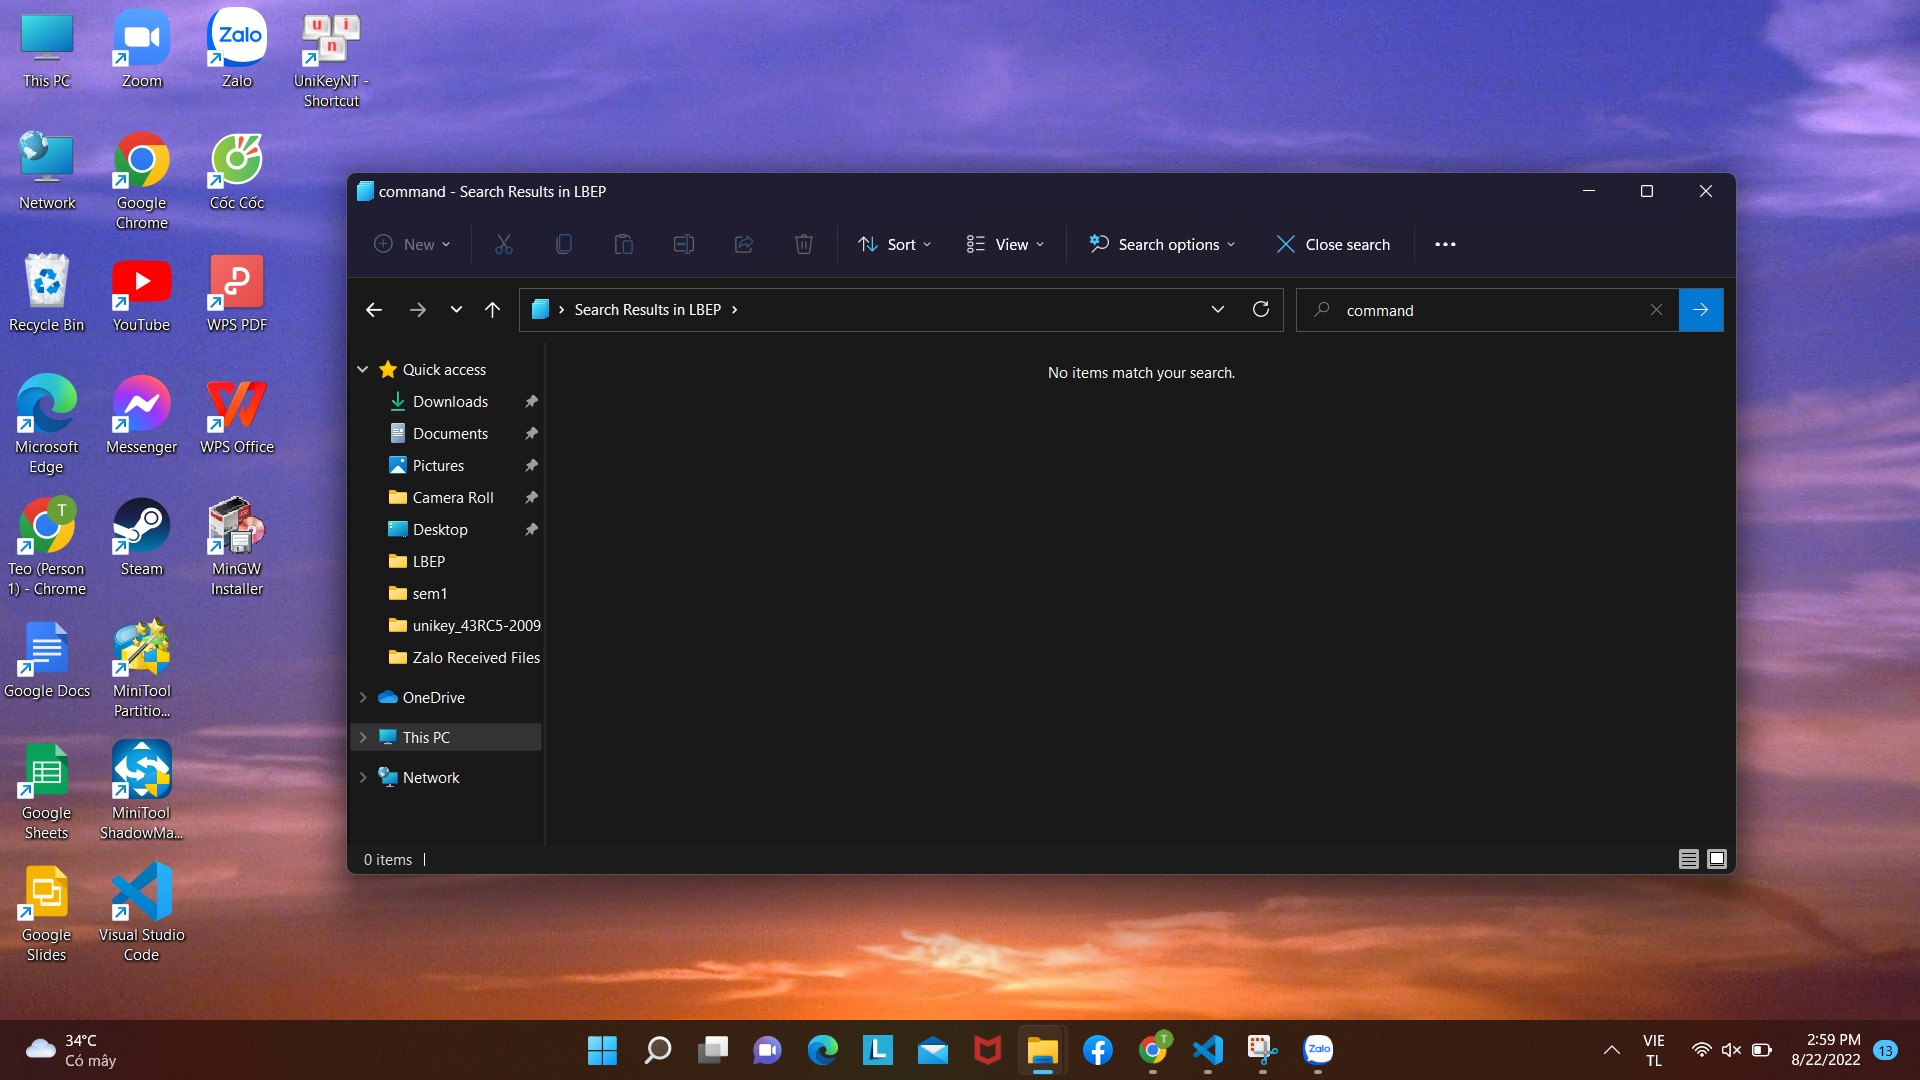 This PC
Zoom
Zalo
Zalo
u i
n
UniKeyNT -
Shortcut
Network
Google
Chrome
Cốc Cốc
Recycle Bin
YouTube
WPS PDF
Microsoft
Edge
Messenger
WPS Office
T
Teo (Person
1) - Chrome
Steam
MinGW
Installer
Google Docs
MiniTool
Partitio...
Google
Sheets
MiniTool
ShadowMa...
Google
Slides
Visual Studio
Code
command - Search Results in LBEP
New
Sort
View
Search options
Close search
Search Results in LBEP
command
Quick access
Downloads
Documents
Pictures
Camera Roll
Desktop
LBEP
sem1
unikey_43RC5-2009
Zalo Received Files
OneDrive
This PC
Network
No items match your search.
0 items
34°C
Có mây
L
T
Zalo
VIE
TL
2:59 PM
8/22/2022
13